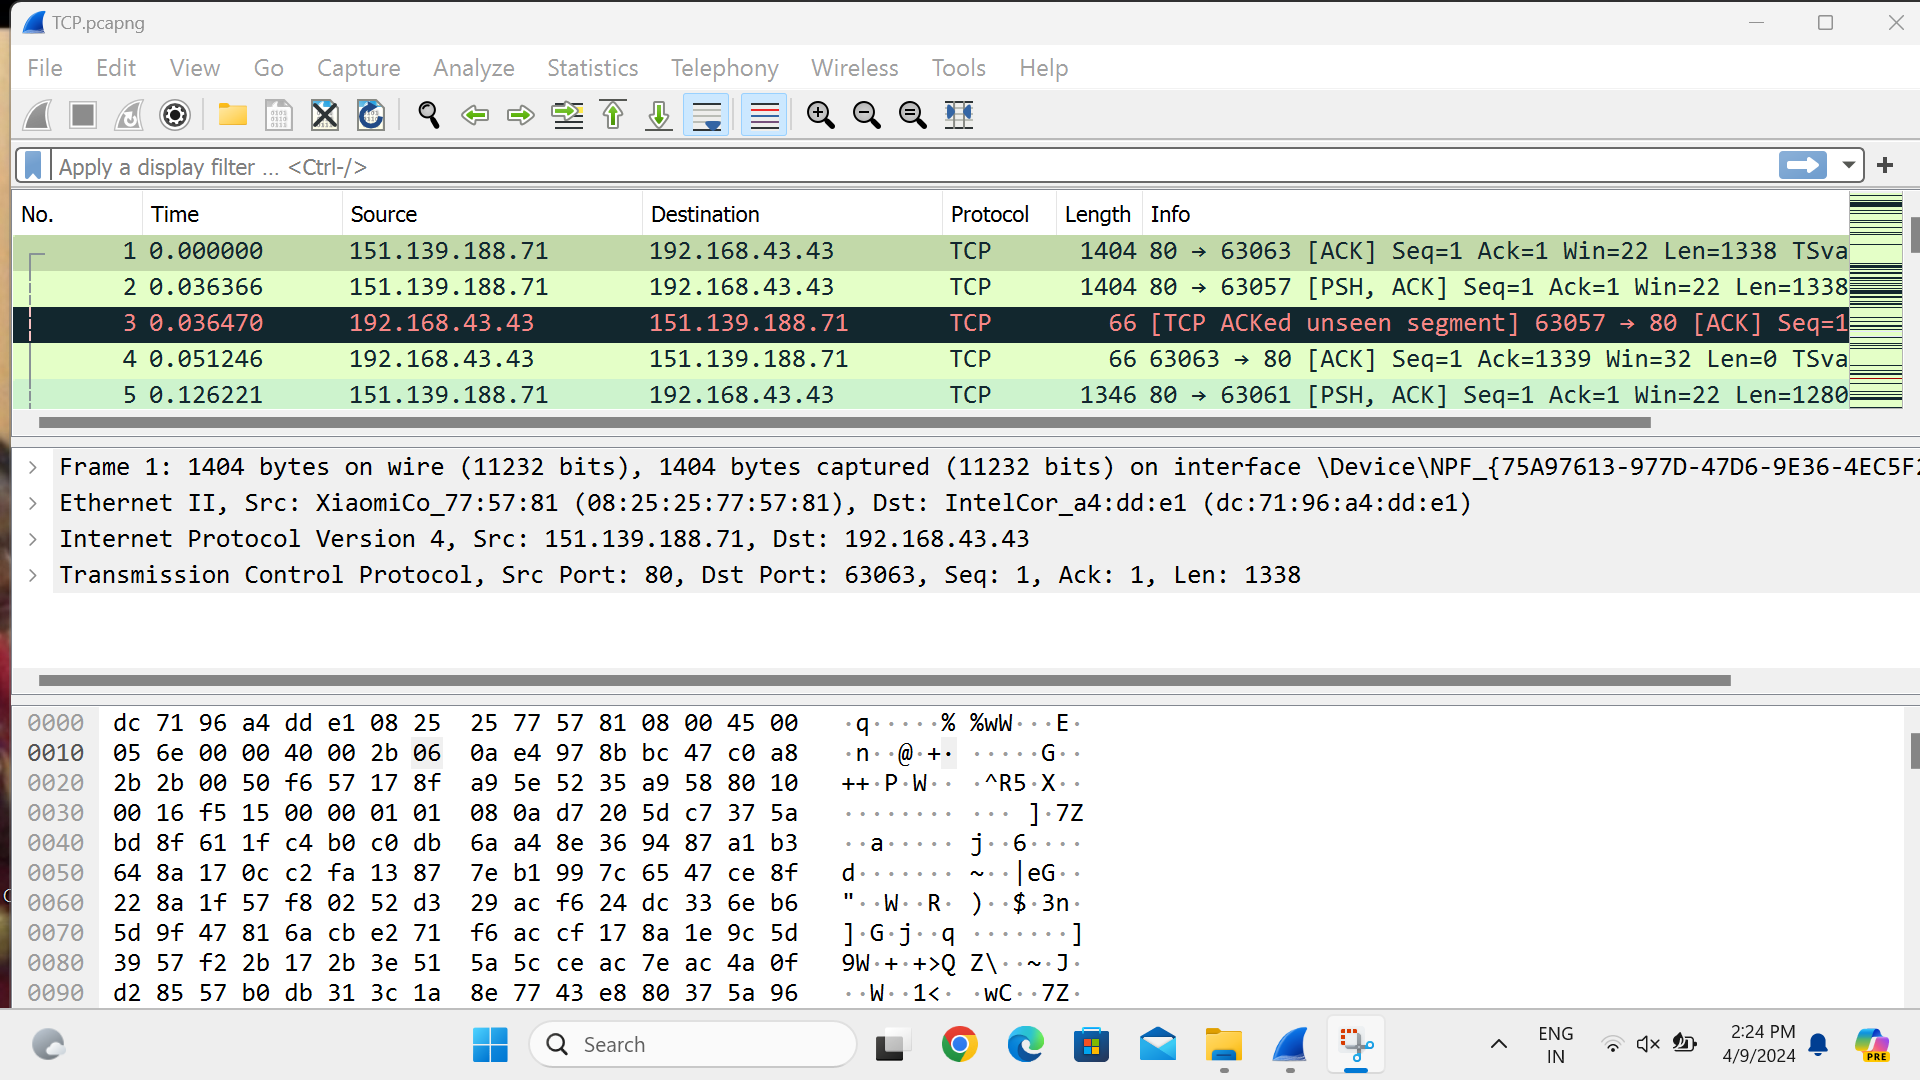 TCP.pcapng
File Edit View Go Capture Analyze Statistics Telephony Wireless Tools Help
Apply a display filter ... <Ctrl-/>
No. Time Source Destination Protocol Length Info
1 0.000000 151.139.188.71 192.168.43.43 TCP 1404 80 → 63063 [ACK] Seq=1 Ack=1 Win=22 Len=1338 TSva
2 0.036366 151.139.188.71 192.168.43.43 TCP 1404 80 → 63057 [PSH, ACK] Seq=1 Ack=1 Win=22 Len=1338
3 0.036470 192.168.43.43 151.139.188.71 TCP 66 [TCP ACKed unseen segment] 63057 → 80 [ACK] Seq=1
4 0.051246 192.168.43.43 151.139.188.71 TCP 66 63063 → 80 [ACK] Seq=1 Ack=1339 Win=32 Len=0 TSva
5 0.126221 151.139.188.71 192.168.43.43 TCP 1346 80 → 63061 [PSH, ACK] Seq=1 Ack=1 Win=22 Len=1280
Frame 1: 1404 bytes on wire (11232 bits), 1404 bytes captured (11232 bits) on interface \Device\NPF_{75A97613-977D-47D6-9E36-4EC5F2
Ethernet II, Src: XiaomiCo_77:57:81 (08:25:25:77:57:81), Dst: IntelCor_a4:dd:e1 (dc:71:96:a4:dd:e1)
Internet Protocol Version 4, Src: 151.139.188.71, Dst: 192.168.43.43
Transmission Control Protocol, Src Port: 80, Dst Port: 63063, Seq: 1, Ack: 1, Len: 1338
0000 dc 71 96 a4 dd e1 08 25 25 77 57 81 08 00 45 00 ·q·····% %wW···E·
0010 05 6e 00 00 40 00 2b 06 0a e4 97 8b bc 47 c0 a8 ·n··@·+· ·····G··
0020 2b 2b 00 50 f6 57 17 8f a9 5e 52 35 a9 58 80 10 ++·P·W·· ·^R5·X··
0030 00 16 f5 15 00 00 01 01 08 0a d7 20 5d c7 37 5a ········ ··· ]·7Z
0040 bd 8f 61 1f c4 b0 c0 db 6a a4 8e 36 94 87 a1 b3 ··a····· j··6····
0050 64 8a 17 0c c2 fa 13 87 7e b1 99 7c 65 47 ce 8f d······· ~··|eG··
0060 22 8a 1f 57 f8 02 52 d3 29 ac f6 24 dc 33 6e b6 "··W··R· )··$·3n·
0070 5d 9f 47 81 6a cb e2 71 f6 ac cf 17 8a 1e 9c 5d ]·G·j··q ·······]
0080 39 57 f2 2b 17 2b 3e 51 5a 5c ce ac 7e ac 4a 0f 9W·+·+>Q Z\··~·J·
0090 d2 85 57 b0 db 31 3c 1a 8e 77 43 e8 80 37 5a 96 ··W··1<· ·wC··7Z·
Search
ENG
IN
2:24 PM
4/9/2024
PRE